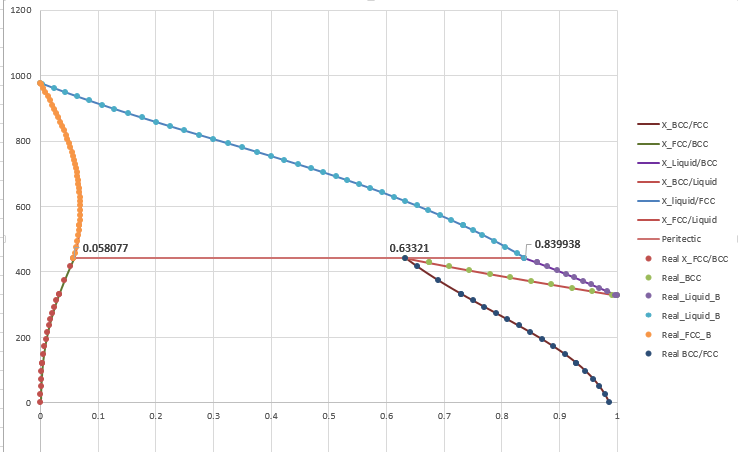 1200
1000
800
600
400
200
0
0.058077
0.63321
0.839938
0 0.1 0.2 0.3 0.4 0.5 0.6 0.7 0.8 0.9 1
X_BCC/FCC
X_FCC/BCC
X_Liquid/BCC
X_BCC/Liquid
X_liquid/FCC
X_FCC/Liquid
Peritectic
Real X_FCC/BCC
Real_BCC
Real_Liquid_B
Real_Liquid_B
Real_FCC_B
Real BCC/FCC